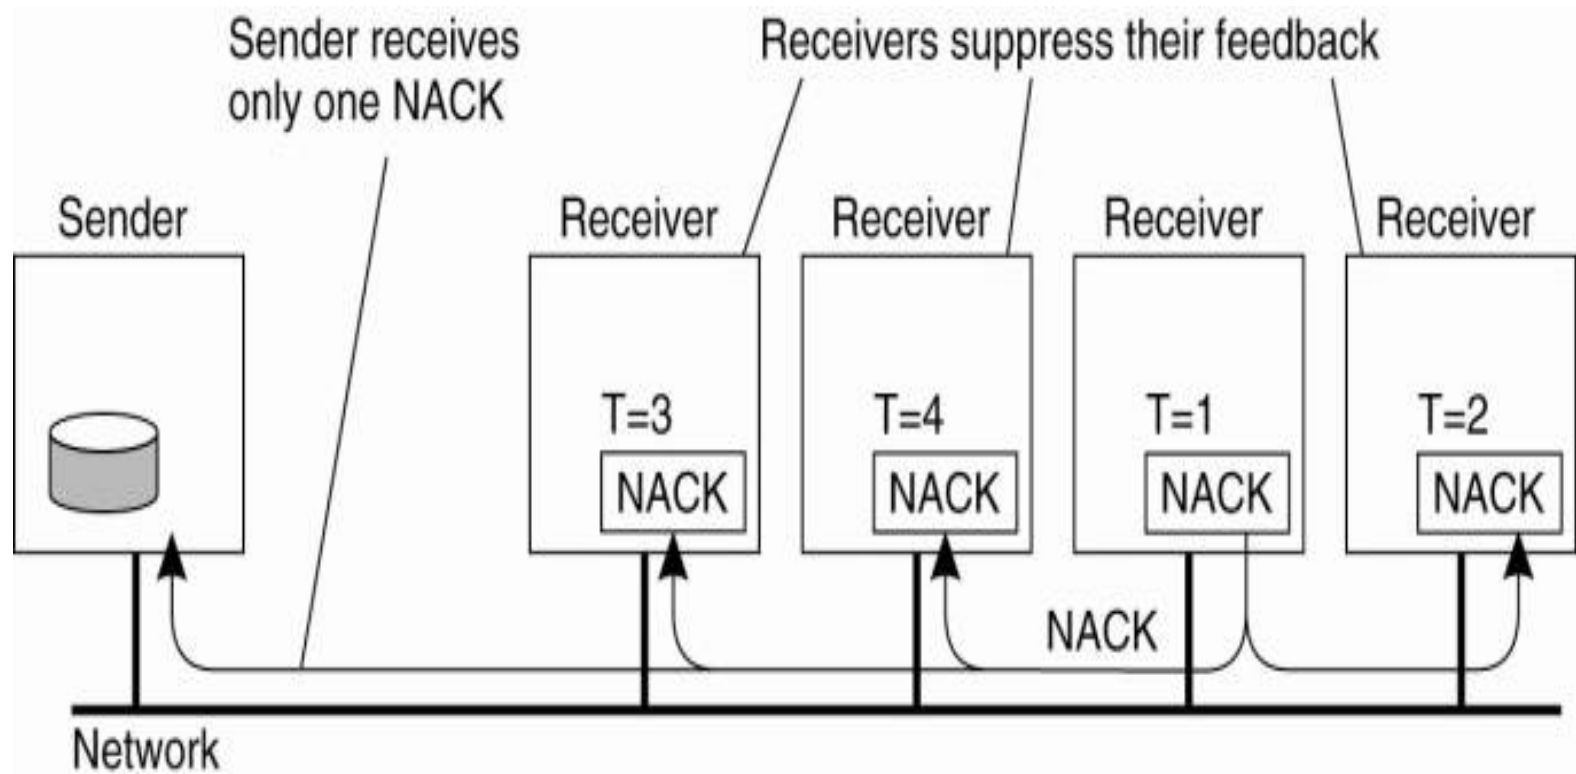 Sender receives
only one NACK
Receivers suppress their feedback
Sender
Receiver
Receiver
Receiver
Receiver
T=3
T=4
T=1
T=2
NACK
NACK
NACK
NACK
NACK
Network